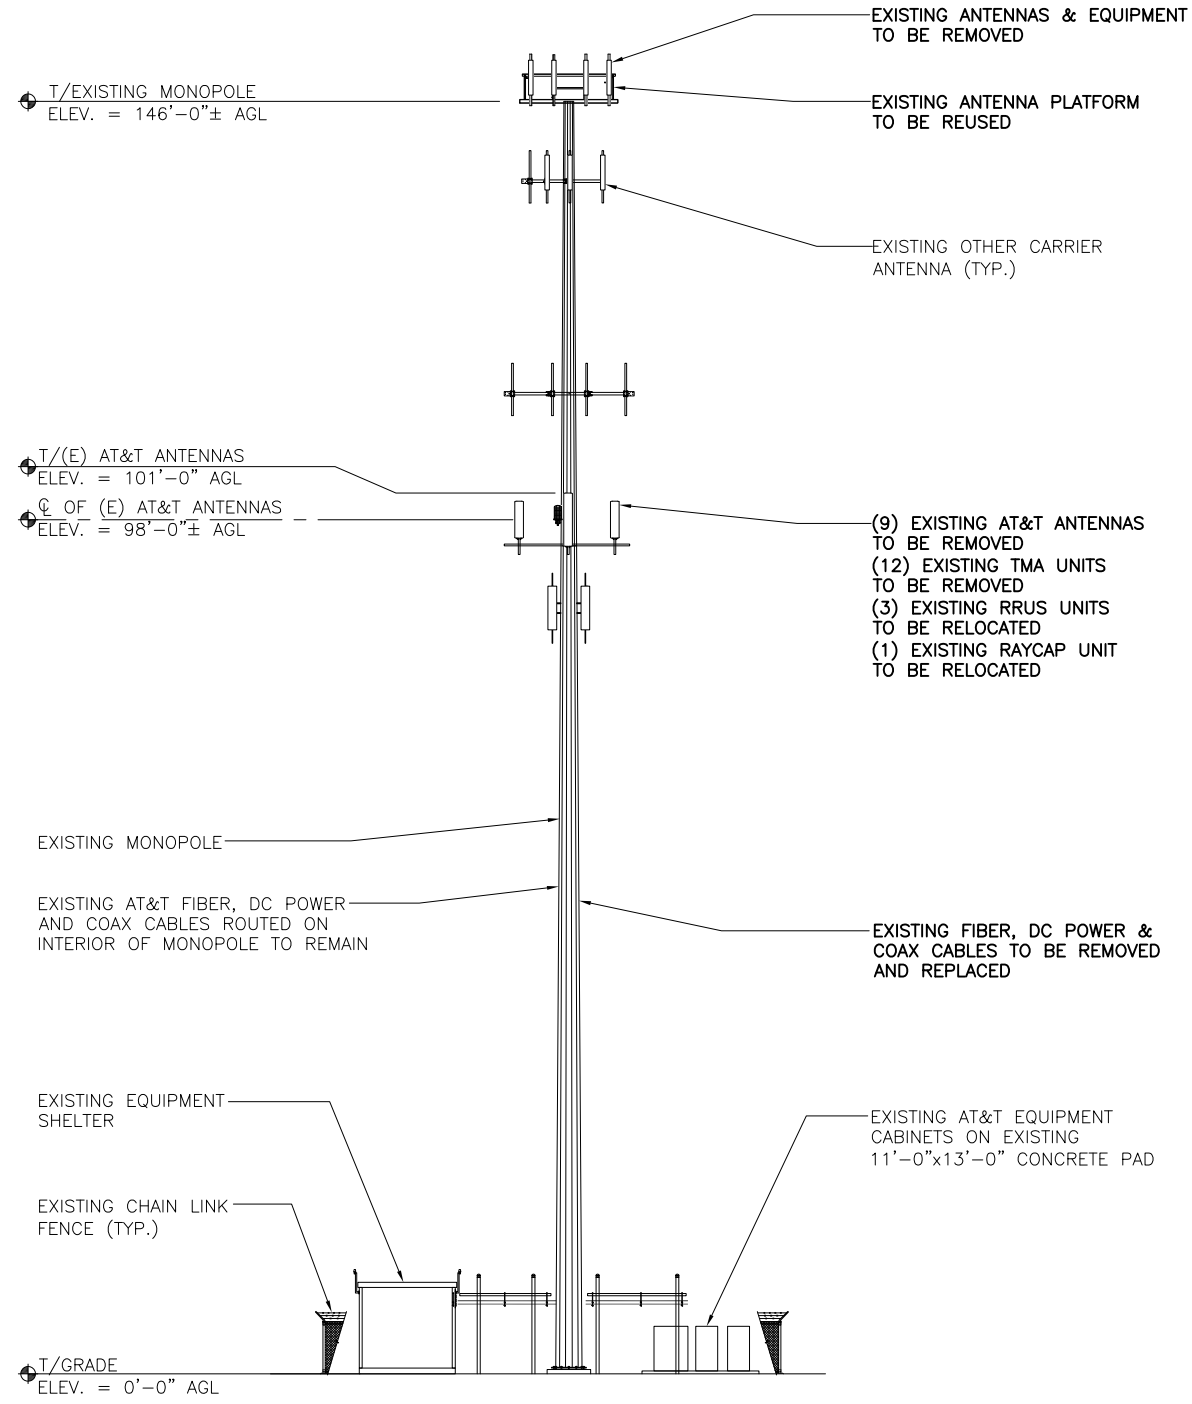 EXISTING ANTENNAS & EQUIPMENT
TO BE REMOVED
T/EXISTING MONOPOLE
ELEV. = 146'-0"± AGL
EXISTING ANTENNA PLATFORM
TO BE REUSED
EXISTING OTHER CARRIER
ANTENNA (TYP.)
T/(E) AT&T ANTENNAS
ELEV. = 101'-0" AGL
℄ OF (E) AT&T ANTENNAS
ELEV. = 98'-0"± AGL
(9) EXISTING AT&T ANTENNAS
TO BE REMOVED
(12) EXISTING TMA UNITS
TO BE REMOVED
(3) EXISTING RRUS UNITS
TO BE RELOCATED
(1) EXISTING RAYCAP UNIT
TO BE RELOCATED
EXISTING MONOPOLE
EXISTING AT&T FIBER, DC POWER
AND COAX CABLES ROUTED ON
INTERIOR OF MONOPOLE TO REMAIN
EXISTING FIBER, DC POWER &
COAX CABLES TO BE REMOVED
AND REPLACED
EXISTING EQUIPMENT
SHELTER
EXISTING AT&T EQUIPMENT
CABINETS ON EXISTING
11'-0"x13'-0" CONCRETE PAD
EXISTING CHAIN LINK
FENCE (TYP.)
T/GRADE
ELEV. = 0'-0" AGL